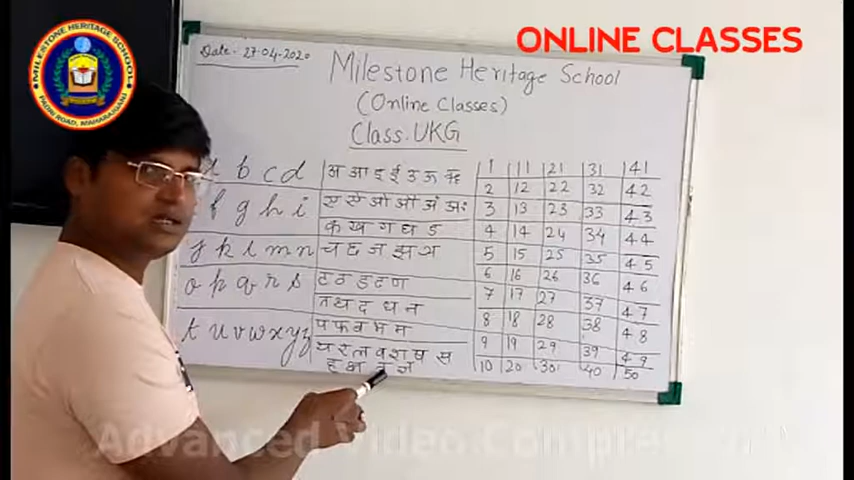 ONLINE CLASSES
MILESTONE HERITAGE SCHOOL
Date:- 27-04-2020
Milestone Heritage School
(Online Classes)
Class:UKG
b c d
f g h i
j k l m n
o p q r s
t u v w x y z
अ आ इ ई उ ऊ ऋ
ए ऐ ओ औ अं अः
क ख ग घ ङ
च छ ज झ ञ
ट ठ ड ढ ण
त थ द ध न
प फ ब भ म
य र ल व श ष स
ह क्ष त्र ज्ञ
1 11 21 31 41
2 12 22 32 42
3 13 23 33 43
4 14 24 34 44
5 15 25 35 45
6 16 26 36 46
7 17 27 37 47
8 18 28 38 48
9 19 29 39 49
10 20 30 40 50
Advanced Video Compress